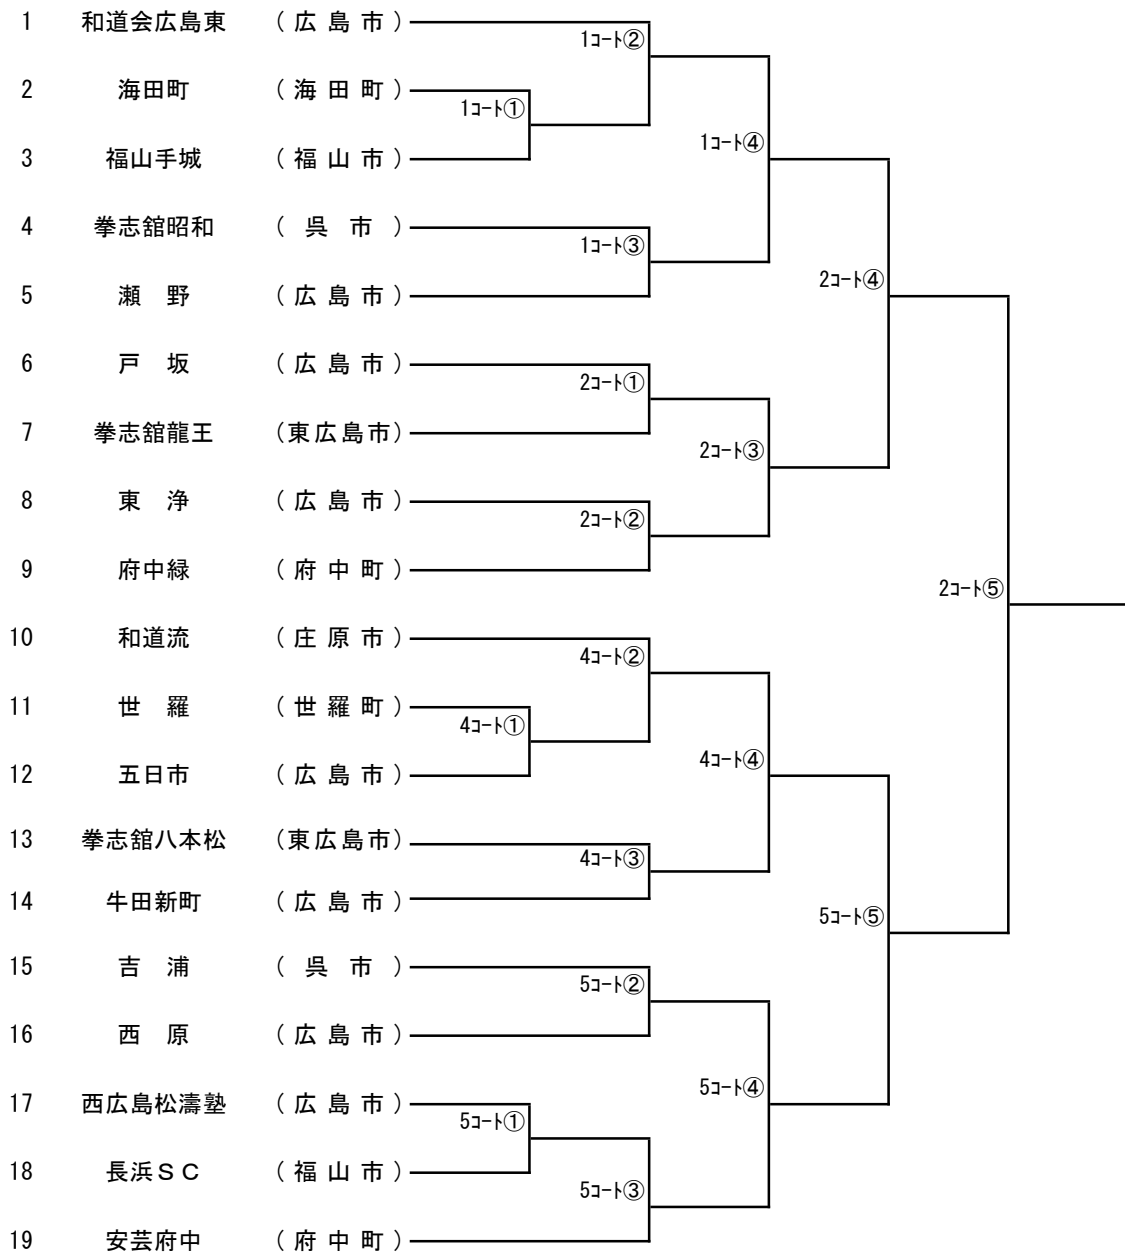 1 和道会広島東 (広島市)
1ｺｰﾄ②
2 海田町 (海田町)
1ｺｰﾄ①
3 福山手城 (福山市)
1ｺｰﾄ④
4 拳志舘昭和 (呉市)
1ｺｰﾄ③
5 瀬野 (広島市)
2ｺｰﾄ④
6 戸坂 (広島市)
2ｺｰﾄ①
7 拳志舘龍王 (東広島市)
2ｺｰﾄ③
8 東浄 (広島市)
2ｺｰﾄ②
9 府中緑 (府中町)
2ｺｰﾄ⑤
10 和道流 (庄原市)
4ｺｰﾄ②
11 世羅 (世羅町)
4ｺｰﾄ①
12 五日市 (広島市)
4ｺｰﾄ④
13 拳志舘八本松 (東広島市)
4ｺｰﾄ③
14 牛田新町 (広島市)
5ｺｰﾄ⑤
15 吉浦 (呉市)
5ｺｰﾄ②
16 西原 (広島市)
5ｺｰﾄ④
17 西広島松濤塾 (広島市)
5ｺｰﾄ①
18 長浜ＳＣ (福山市)
5ｺｰﾄ③
19 安芸府中 (府中町)